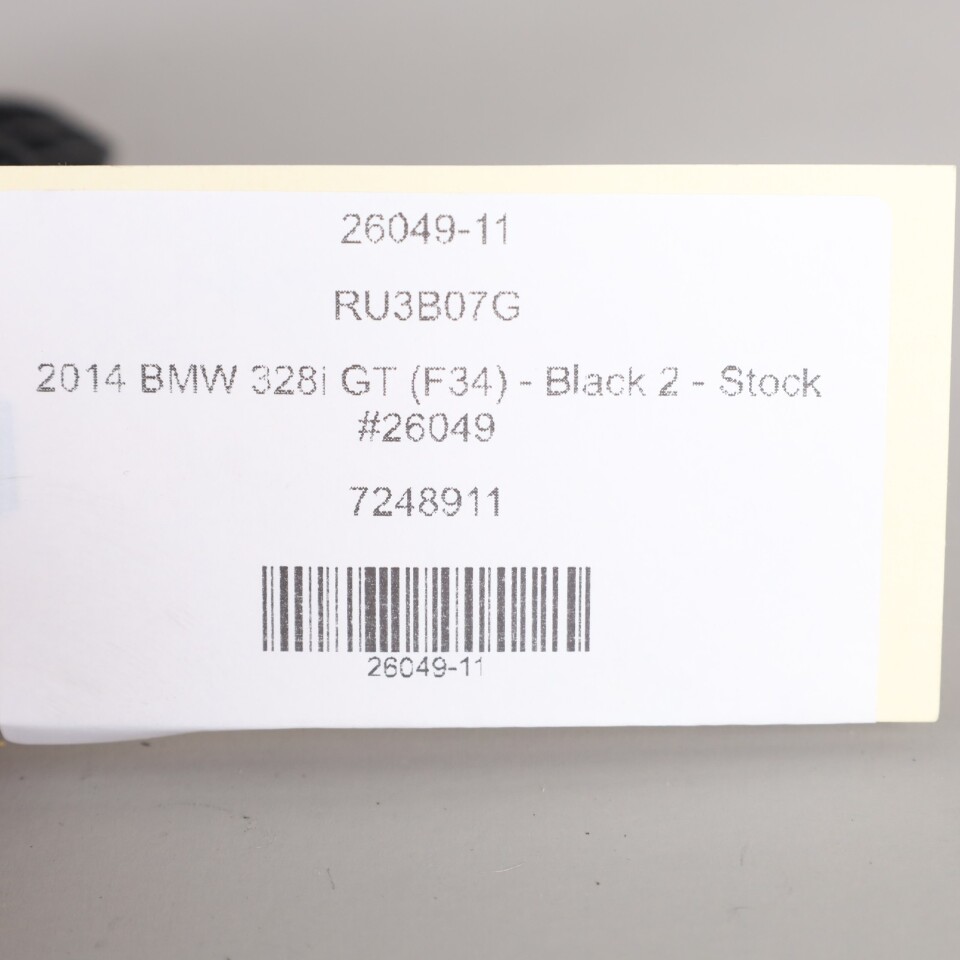 26049-11
RU3B07G
2014 BMW 328i GT (F34) - Black 2 - Stock
#26049
7248911
26049-11